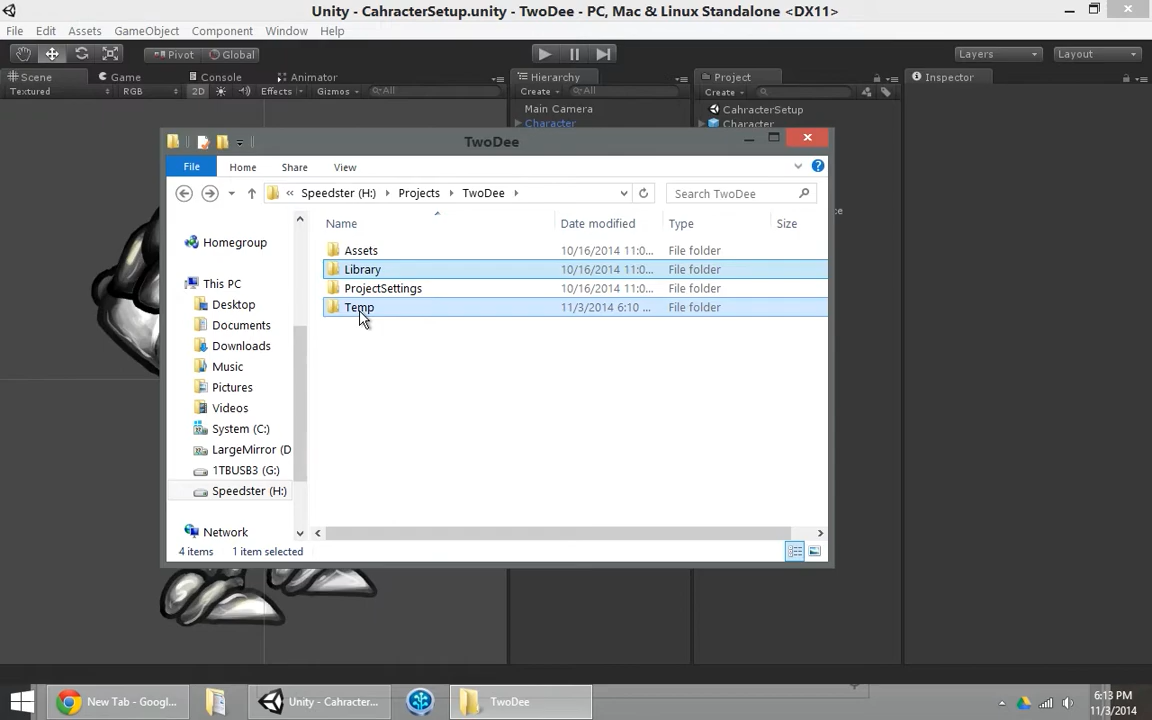 Unity - CahracterSetup.unity - TwoDee - PC, Mac & Linux Standalone <DX11>
File Edit Assets GameObject Component Window Help
Pivot Global Layers Layout
Scene Game Console Animator Hierarchy Project Inspector
Textured RGB 2D Effects Gizmos All Create All Create
Main Camera CahracterSetup
Character Character
TwoDee
File Home Share View
« Speedster (H:) Projects TwoDee Search TwoDee
Name Date modified Type Size
Homegroup
This PC
Desktop
Documents
Downloads
Music
Pictures
Videos
System (C:)
LargeMirror (D
1TBUSB3 (G:)
Speedster (H:)
Network
Assets 10/16/2014 11:0... File folder
Library 10/16/2014 11:0... File folder
ProjectSettings 10/16/2014 11:0... File folder
Temp 11/3/2014 6:10 ... File folder
4 items 1 item selected
New Tab - Googl... Unity - Cahracter... TwoDee
6:13 PM
11/3/2014